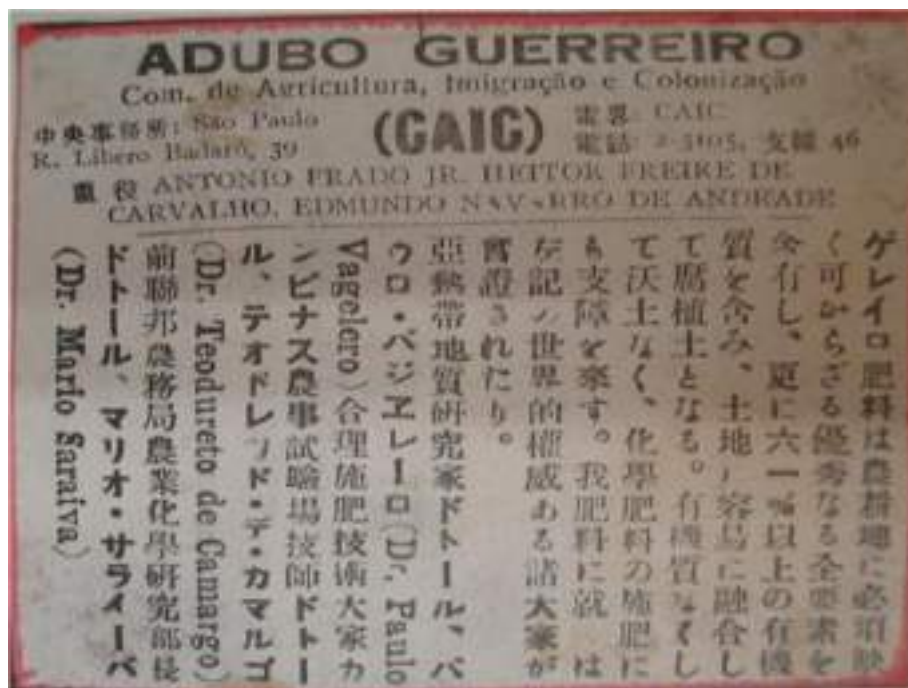 ADUBO GUERREIRO
Com. de Agricultura, Imigração e Colonização
(CAIC)
中央事務所: São Paulo
R. Libero Badaró, 39
電畧: CAIC
電話: 2-3105, 支線 46
重役 ANTONIO PRADO JR. HEITOR FREIRE DE
CARVALHO, EDMUNDO NAVARRO DE ANDRADE
ゲレイロ肥料は農耕地に必須缺
く可からざる優秀なる全要素を
含有し、更に六一%以上の有機
質を含み、土地に容易に融合し
て腐植土となる。有機質なくし
て沃土なく、化學肥料の施肥に
も支障を來す。我肥料に就ては
左記の世界的權威ある諸大家が
實證されたり。
亞熱帶地質研究家ドトール、パ
ウロ・バジエレーロ(Dr. Paulo
Vagelero)合理施肥技術大家カ
ンピナス農事試驗場技師ドトー
ル、テオドレッド・デ・カマルゴ
(Dr. Teodureto de Camargo)
前聯邦農務局農業化學研究部長
ドトール、マリオ・サライーバ
(Dr. Mario Saraiva)